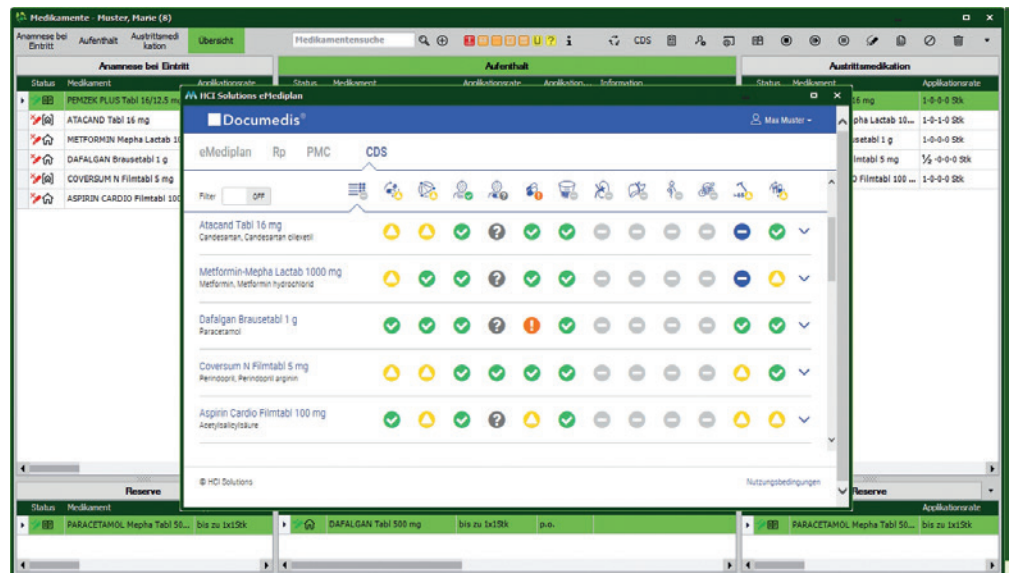 Medikamente - Muster, Marie (8)
Anamnese bei Eintritt
Aufenthalt
Austrittsmedi kation
Übersicht
Medikamentensuche
U ? i
CDS
Anamnese bei Eintritt
Aufenthalt
Austrittsmedikation
Status Medikament Applikationsrate
Status Medikament Applikationsrate Applikation... Information
Status Medikament Applikationsrate
PEMZEK PLUS Tabl 16/12.5 m
ATACAND Tabl 16 mg
METFORMIN Mepha Lactab 10
DAFALGAN Brausetabl 1 g
COVERSUM N Filmtabl 5 mg
ASPIRIN CARDIO Filmtabl 100
HCI Solutions eMediplan
Documedis®
Max Muster
eMediplan Rp PMC CDS
Filter OFF
Atacand Tabl 16 mg
Candesartan, Candesartan cilexetil
Metformin-Mepha Lactab 1000 mg
Metformin, Metformin hydrochlorid
Dafalgan Brausetabl 1 g
Paracetamol
Coversum N Filmtabl 5 mg
Perindopril, Perindopril arginin
Aspirin Cardio Filmtabl 100 mg
Acetylsalicylsäure
© HCI Solutions
Nutzungsbedingungen
16 mg 1-0-0-0 Stk
pha Lactab 10... 1-0-1-0 Stk
usetabl 1 g 1-0-0-0 Stk
lmtabl 5 mg ½ -0-0-0 Stk
O Filmtabl 100 ... 1-0-0-0 Stk
Reserve
Reserve
Status Medikament
Applikationsrate
PARACETAMOL Mepha Tabl 50... bis zu 1x1Stk
DAFALGAN Tabl 500 mg bis zu 1x1Stk p.o.
PARACETAMOL Mepha Tabl 50... bis zu 1x1Stk